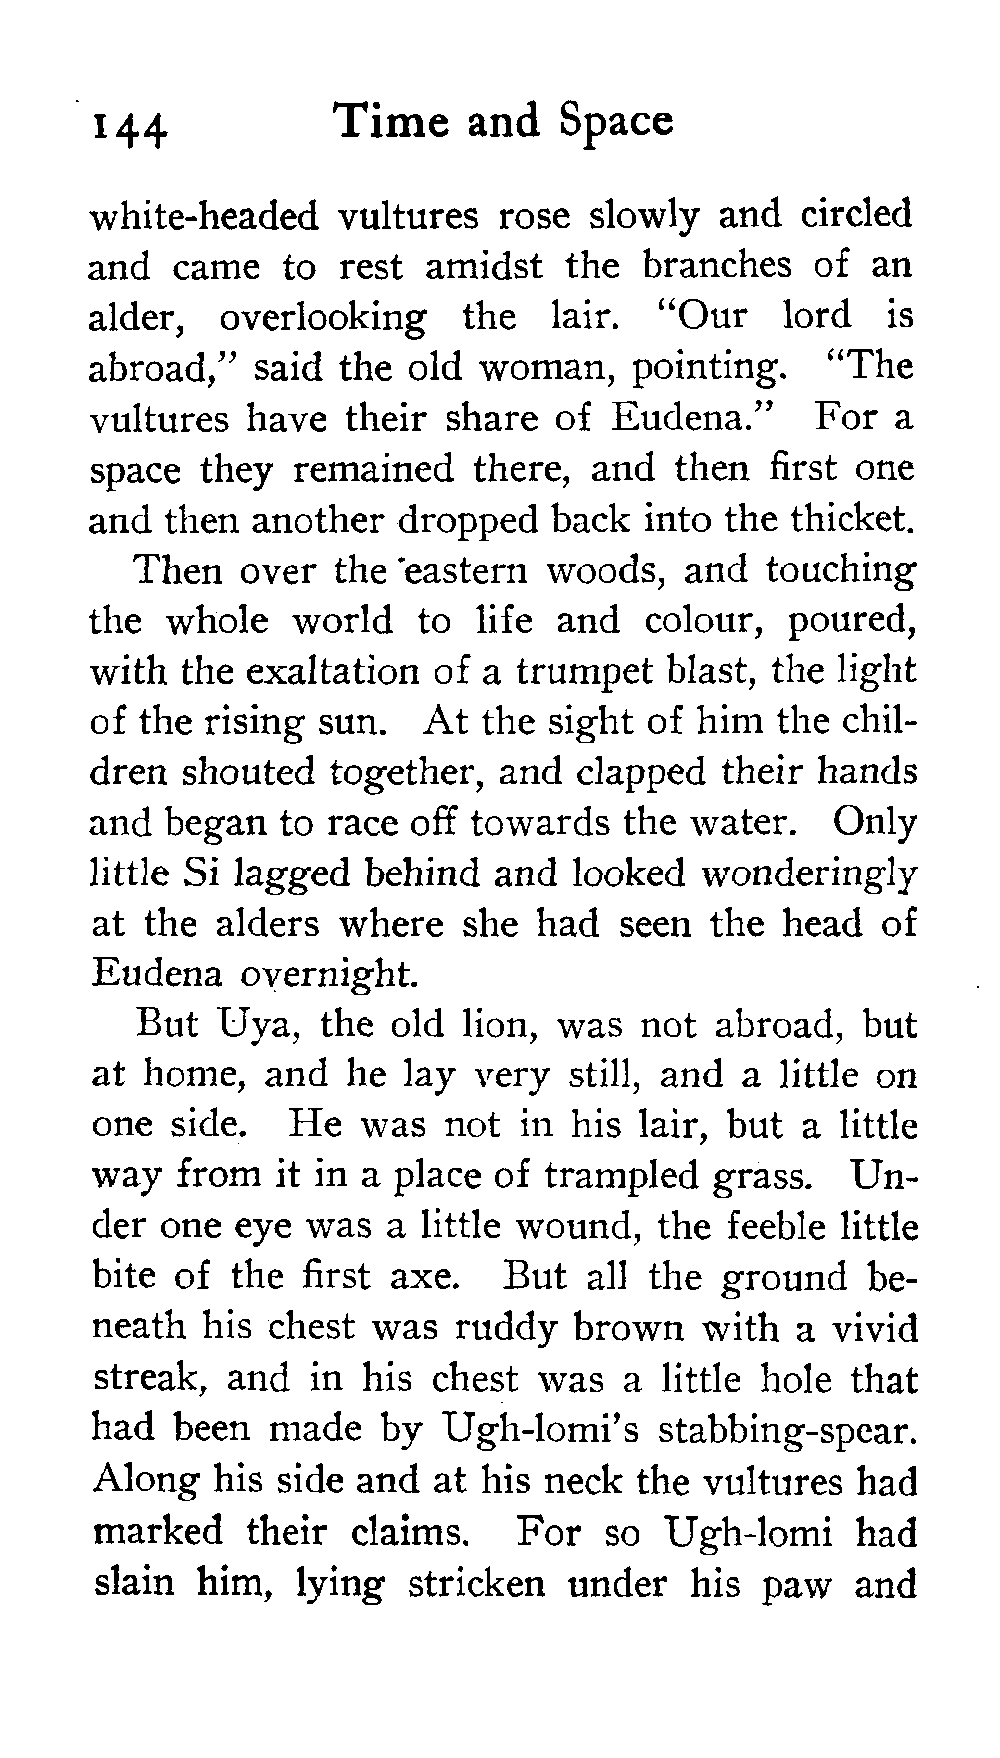 144 Time and Space
white-headed vultures rose slowly and circled
and came to rest amidst the branches of an
alder, overlooking the lair. “Our lord is
abroad,” said the old woman, pointing. “The
vultures have their share of Eudena.” For a
space they remained there, and then first one
and then another dropped back into the thicket.
Then over the eastern woods, and touching
the whole world to life and colour, poured,
with the exaltation of a trumpet blast, the light
of the rising sun. At the sight of him the chil-
dren shouted together, and clapped their hands
and began to race off towards the water. Only
little Si lagged behind and looked wonderingly
at the alders where she had seen the head of
Eudena overnight.
But Uya, the old lion, was not abroad, but
at home, and he lay very still, and a little on
one side. He was not in his lair, but a little
way from it in a place of trampled grass. Un-
der one eye was a little wound, the feeble little
bite of the first axe. But all the ground be-
neath his chest was ruddy brown with a vivid
streak, and in his chest was a little hole that
had been made by Ugh-lomi’s stabbing-spear.
Along his side and at his neck the vultures had
marked their claims. For so Ugh-lomi had
slain him, lying stricken under his paw and